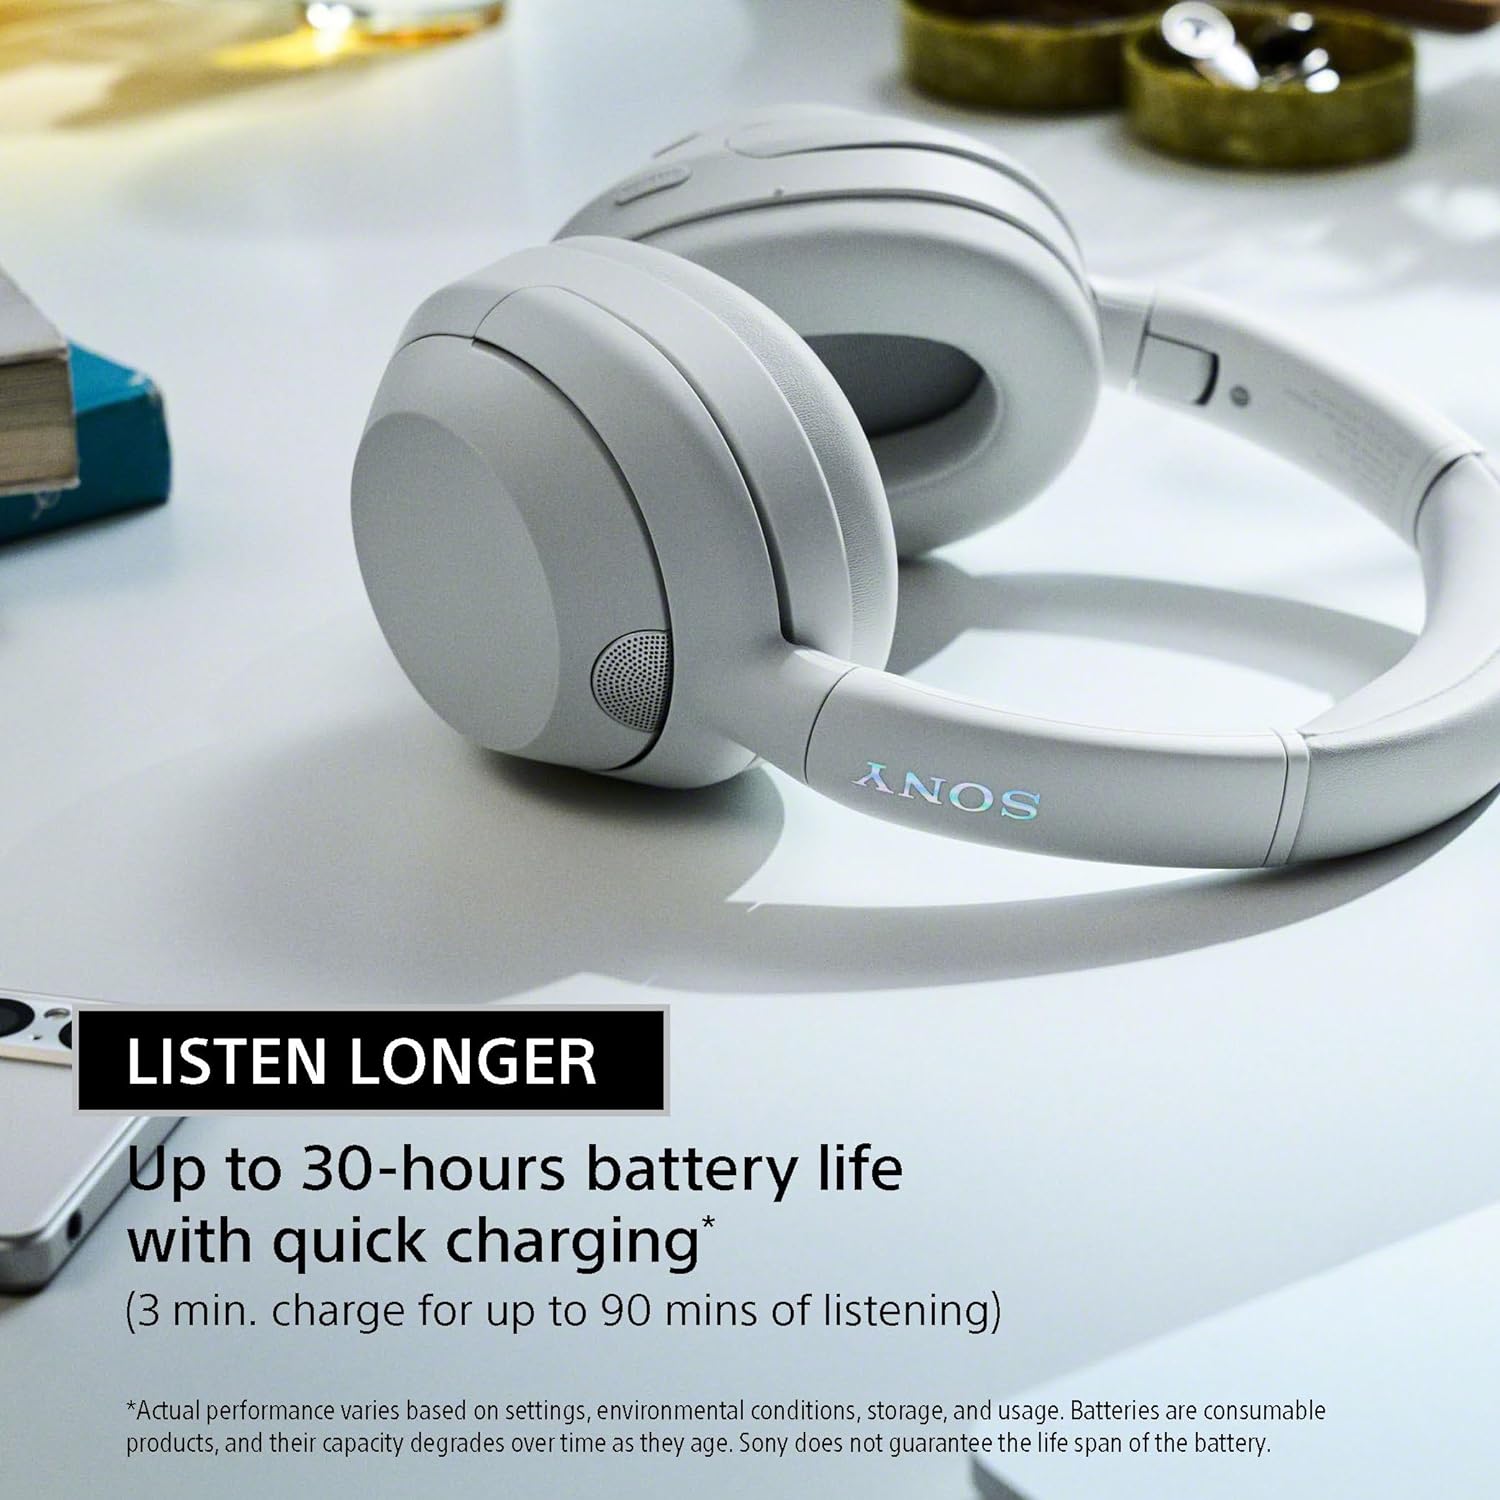 SONY
LISTEN LONGER
Up to 30-hours battery life
with quick charging*
(3 min. charge for up to 90 mins of listening)
*Actual performance varies based on settings, environmental conditions, storage, and usage. Batteries are consumable
products, and their capacity degrades over time as they age. Sony does not guarantee the life span of the battery.